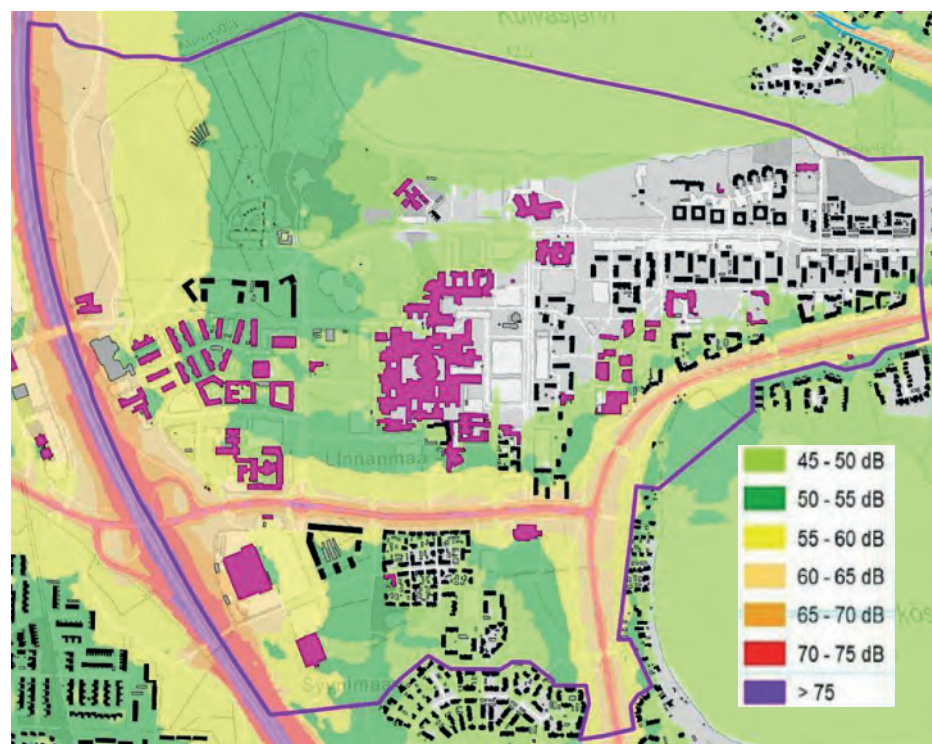 Kuivasjärvi
Linnanmaa
Syynimaa
45 - 50 dB
50 - 55 dB
55 - 60 dB
60 - 65 dB
65 - 70 dB
70 - 75 dB
> 75